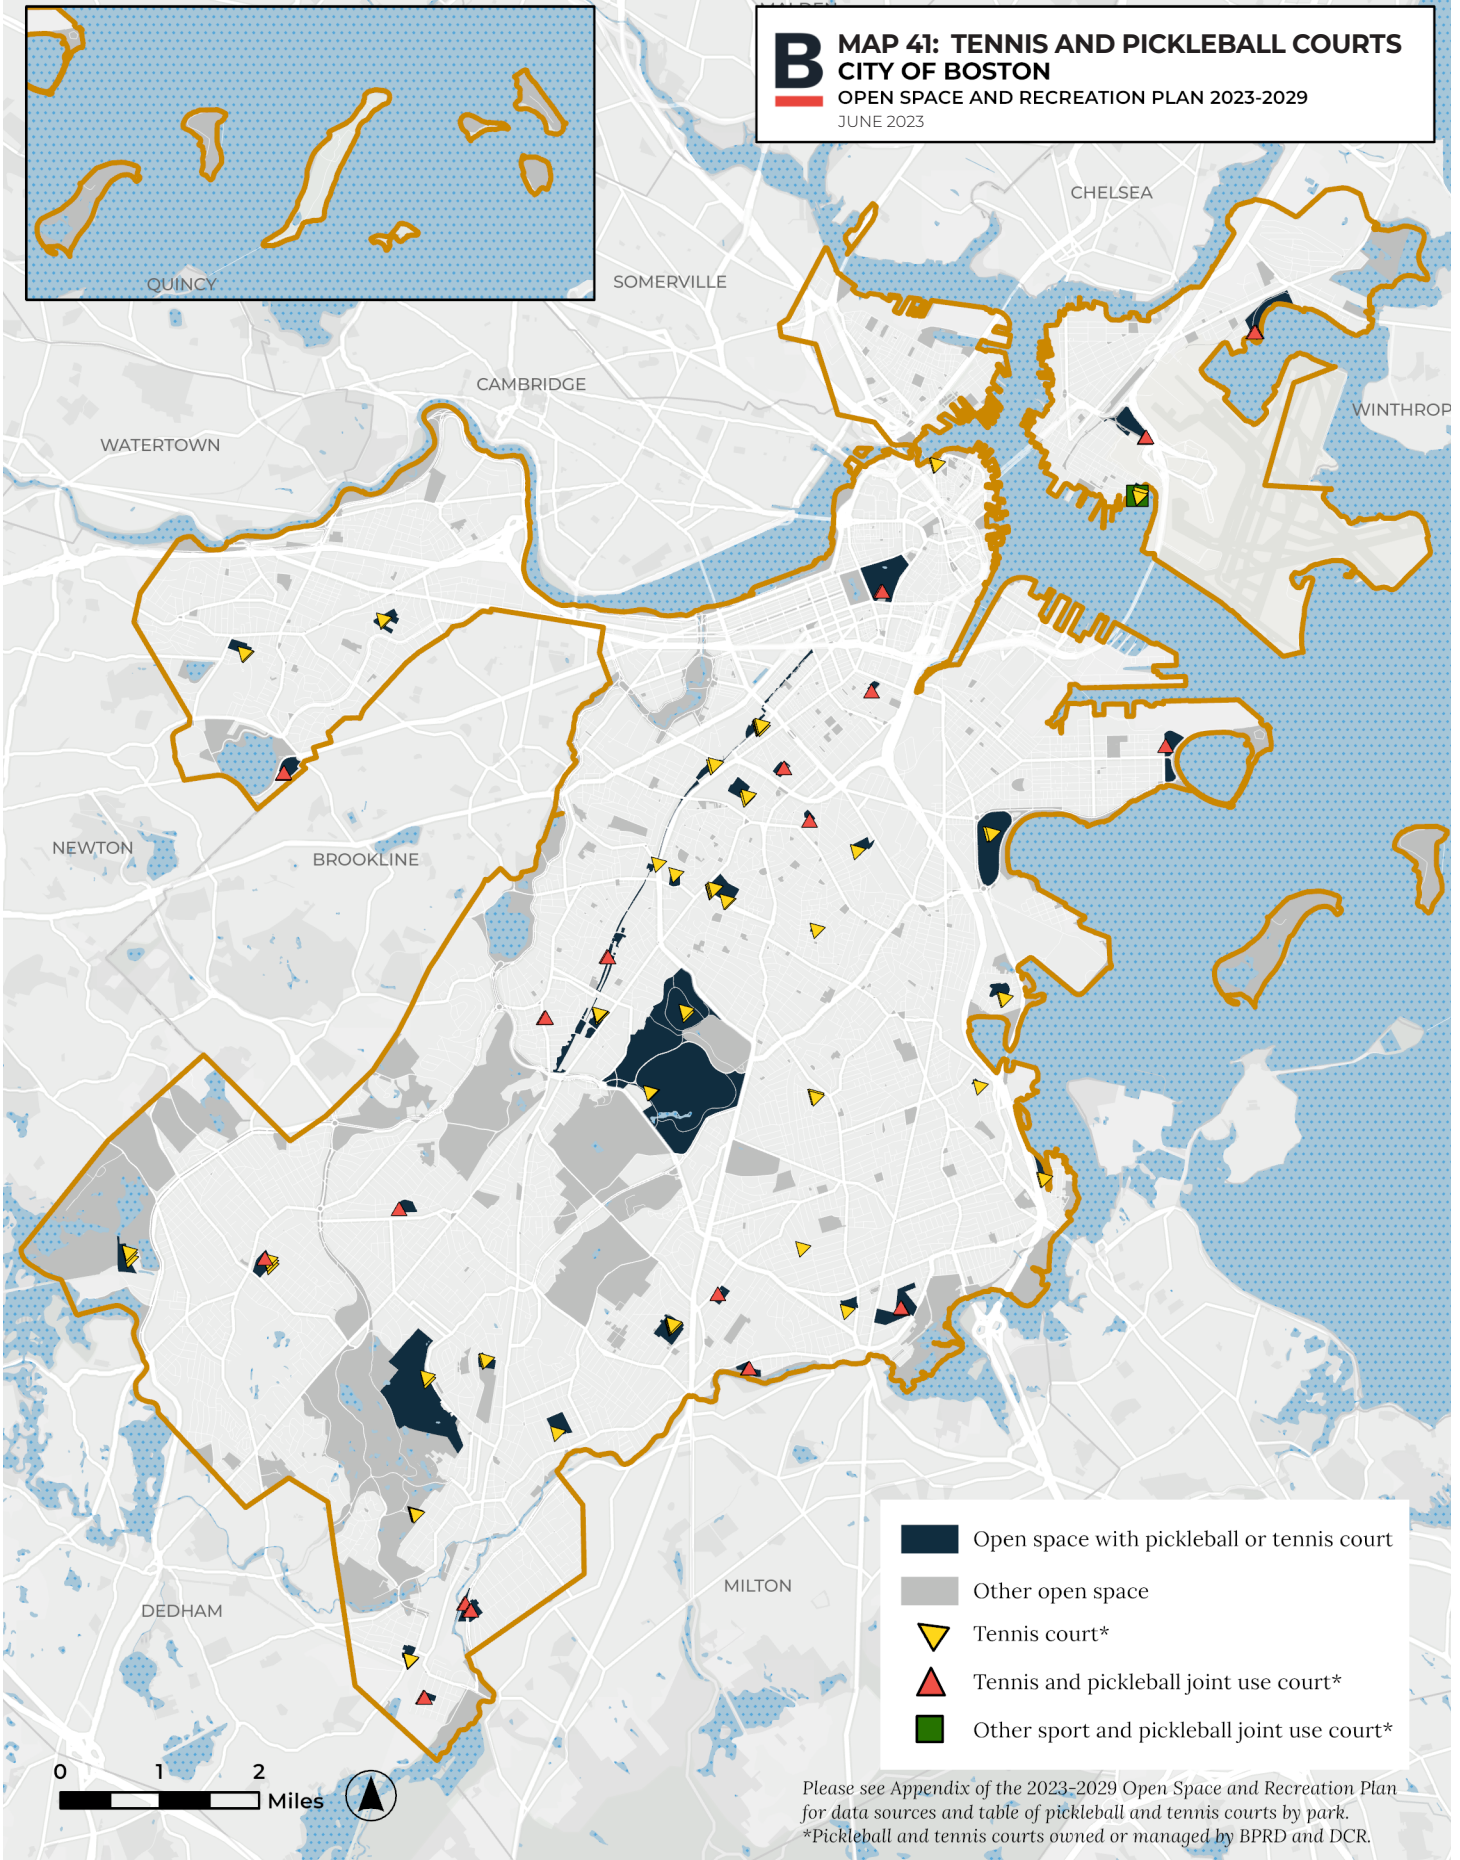 B
MAP 41: TENNIS AND PICKLEBALL COURTS
CITY OF BOSTON
OPEN SPACE AND RECREATION PLAN 2023-2029
JUNE 2023
MALDEN
CHELSEA
QUINCY
SOMERVILLE
CAMBRIDGE
WINTHROP
WATERTOWN
NEWTON
BROOKLINE
MILTON
DEDHAM
Open space with pickleball or tennis court
Other open space
Tennis court*
Tennis and pickleball joint use court*
Other sport and pickleball joint use court*
0 1 2
Miles
Please see Appendix of the 2023-2029 Open Space and Recreation Plan
for data sources and table of pickleball and tennis courts by park.
*Pickleball and tennis courts owned or managed by BPRD and DCR.